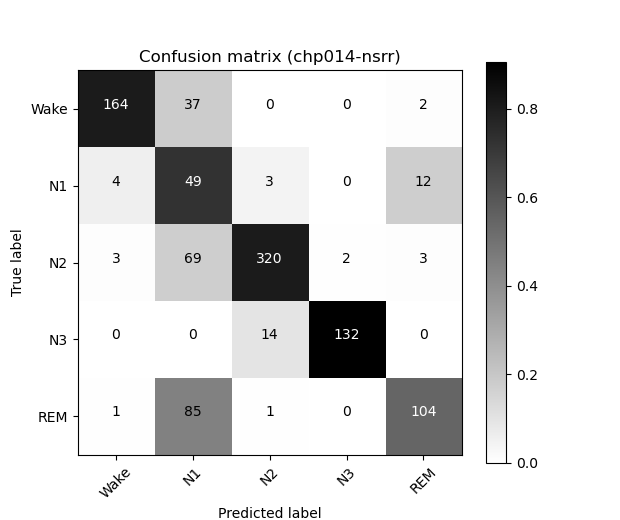 Confusion matrix (chp014-nsrr)
Wake 164 37 0 0 2
N1 4 49 3 0 12
N2 3 69 320 2 3
N3 0 0 14 132 0
REM 1 85 1 0 104
Wake N1 N2 N3 REM
Predicted label
True label
0.8
0.6
0.4
0.2
0.0